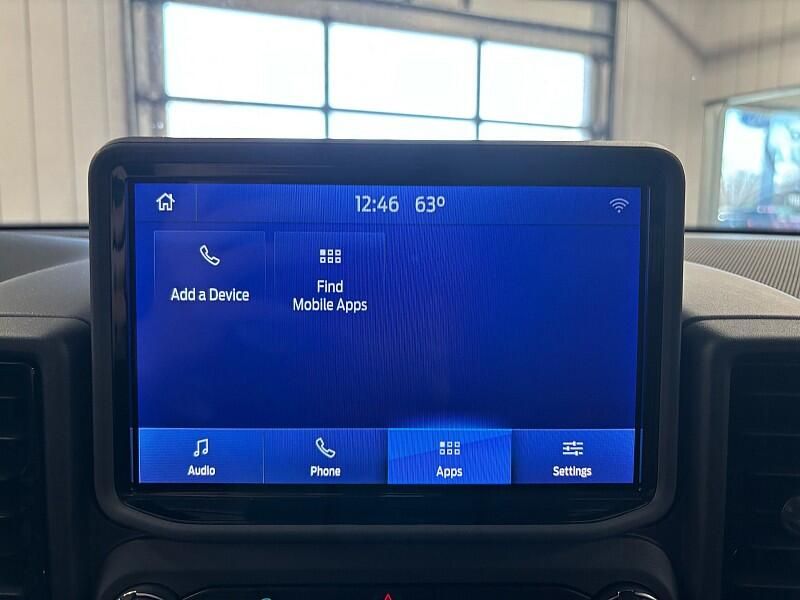 12:46 63°
Add a Device
Find
Mobile Apps
Audio
Phone
Apps
Settings